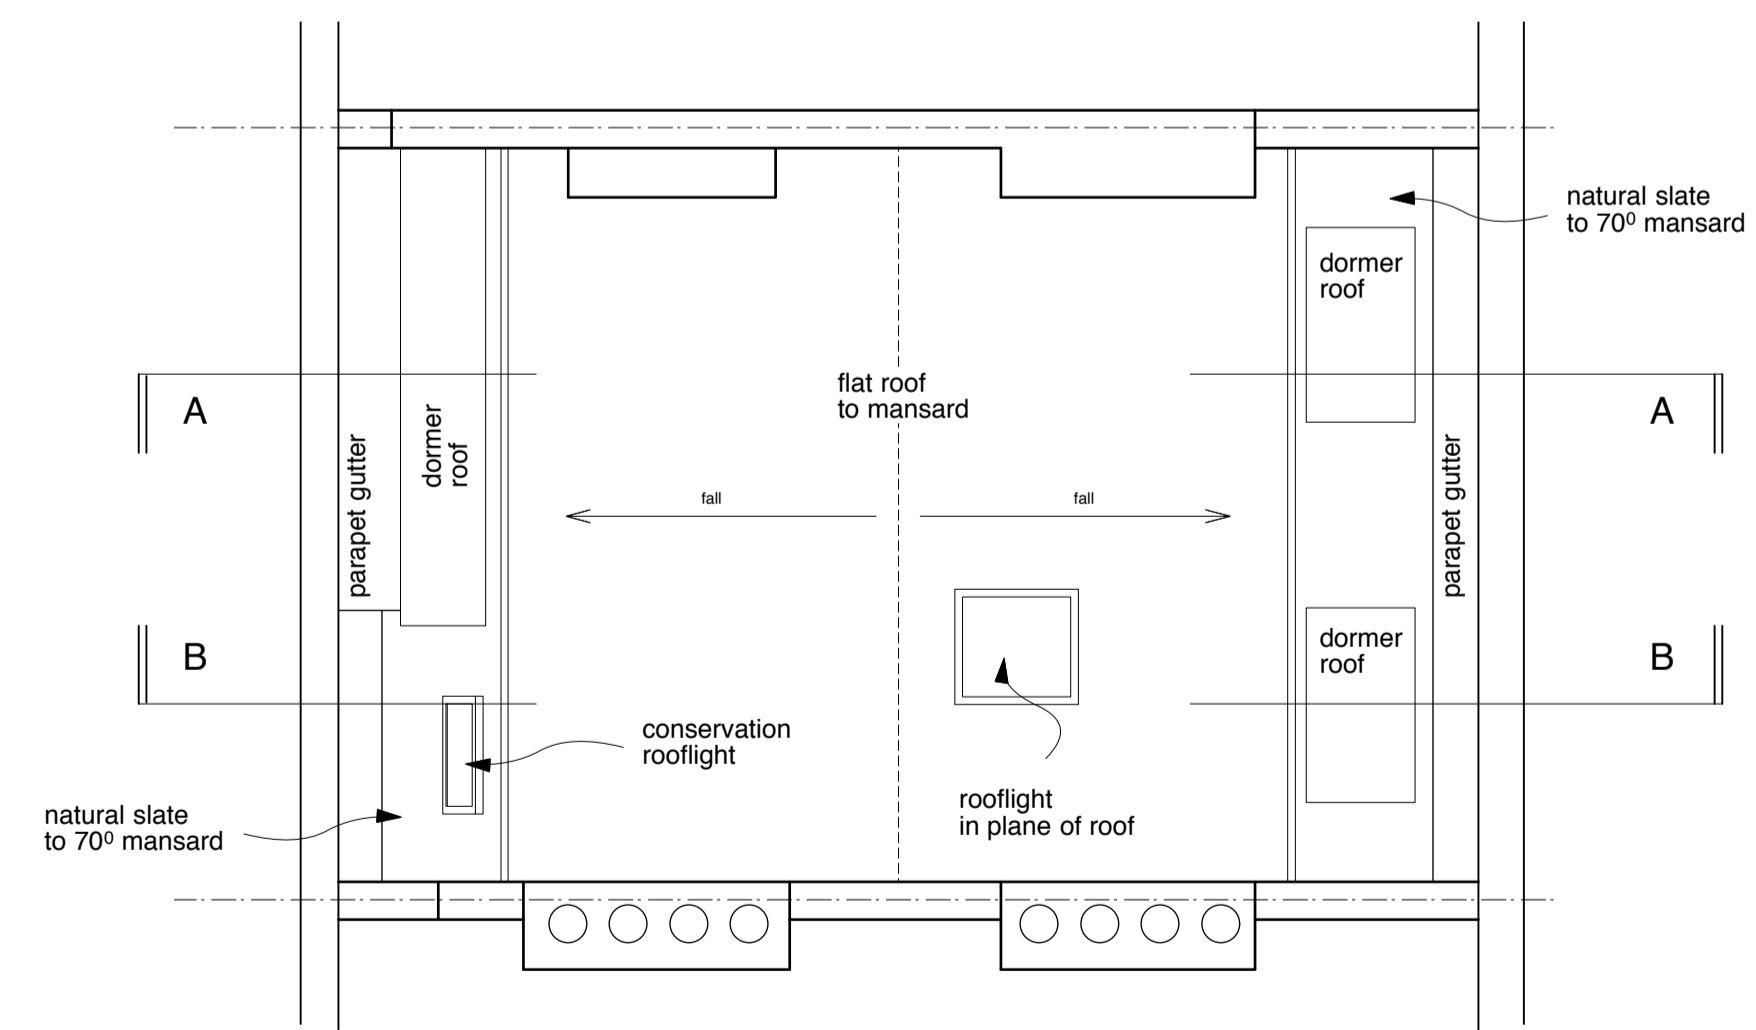 natural slate
to 70⁰ mansard
dormer
roof
flat roof
to mansard
A
A
dormer
roof
parapet gutter
parapet gutter
fall
fall
B
B
dormer
roof
conservation
rooflight
natural slate
to 70⁰ mansard
rooflight
in plane of roof